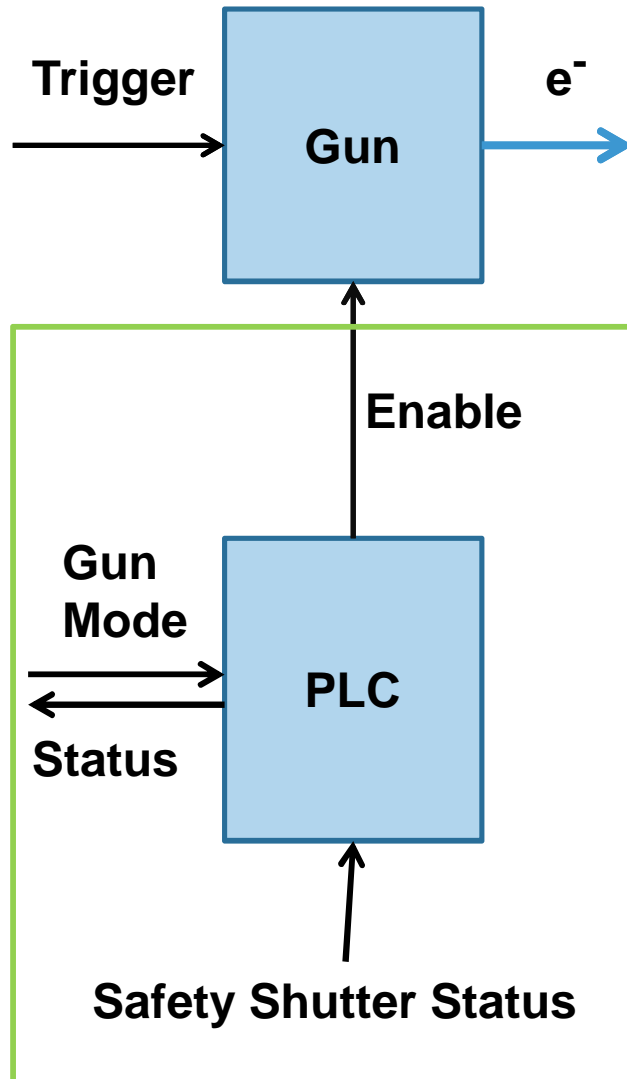 Trigger
e-
Gun
Enable
Gun
Mode
PLC
Status
Safety Shutter Status